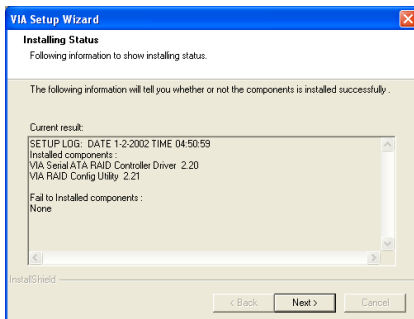 VIA Setup Wizard
Installing Status
Following information to show installing status.
The following information will tell you whether or not the components is installed successfully .
Current result:
SETUP LOG: DATE 1-2-2002 TIME 04:50:59
Installed components :
VIA Serial ATA RAID Controller Driver 2.20
VIA RAID Config Utility 2.21
Fail to Installed components :
None
InstallShield
< Back Next > Cancel